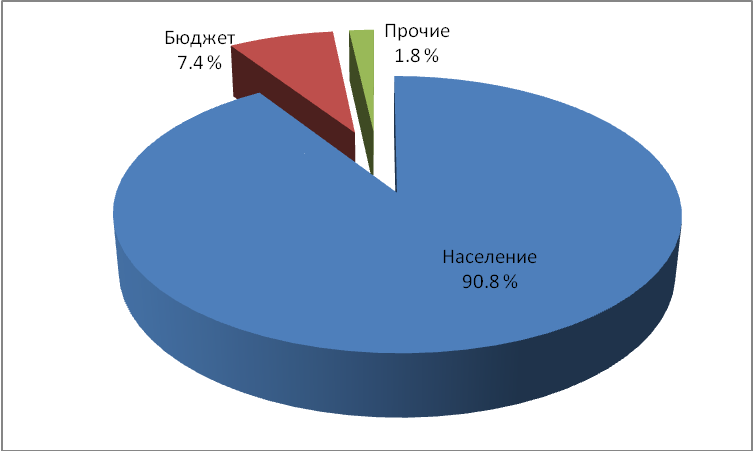 Бюджет
7.4 %
Прочие
1.8 %
Население
90.8 %